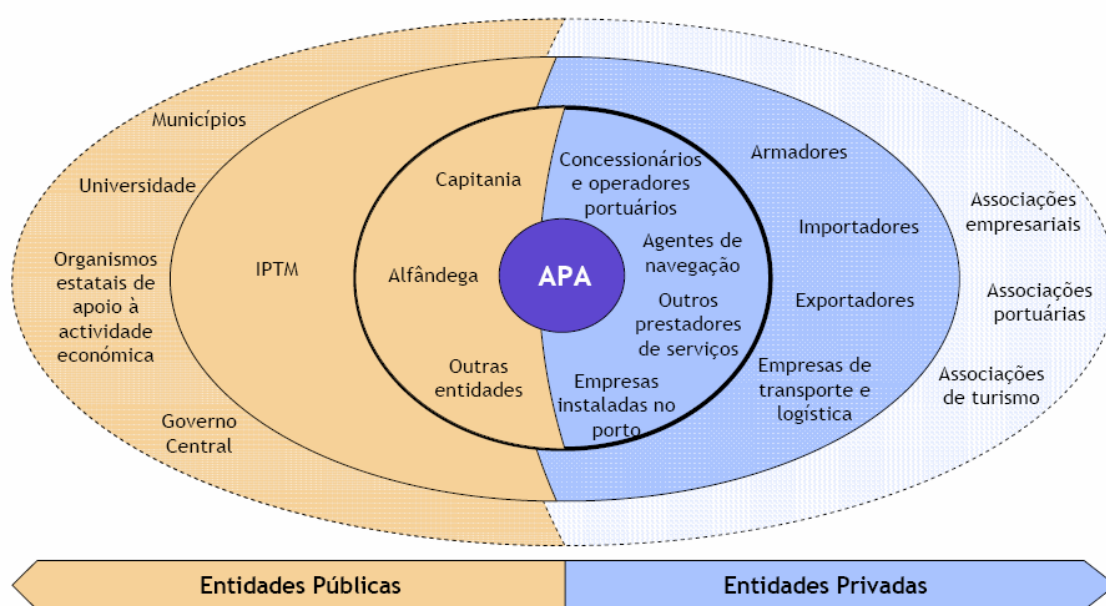 Municípios
Universidade
Organismos
estatais de
apoio à
actividade
económica
Governo
Central
IPTM
Capitania
Alfândega
Outras
entidades
APA
Concessionários
e operadores
portuários
Agentes de
navegação
Outros
prestadores
de serviços
Empresas
instaladas no
porto
Armadores
Importadores
Exportadores
Empresas de
transporte e
logística
Associações
empresariais
Associações
portuárias
Associações
de turismo
Entidades Públicas
Entidades Privadas